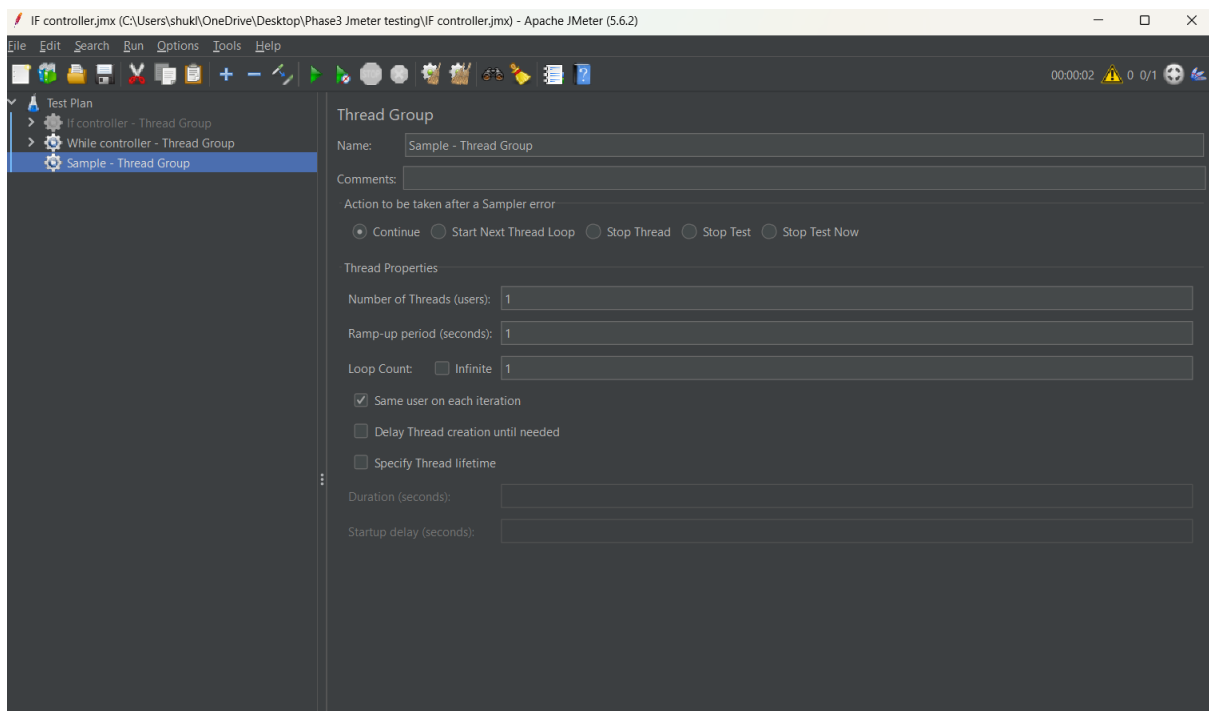 IF controller.jmx (C:\Users\shukl\OneDrive\Desktop\Phase3 Jmeter testing\IF controller.jmx) - Apache JMeter (5.6.2)
File Edit Search Run Options Tools Help
STOP
00:00:02 0 0/1
Test Plan
If controller - Thread Group
While controller - Thread Group
Sample - Thread Group
Thread Group
Name: Sample - Thread Group
Comments:
Action to be taken after a Sampler error
Continue Start Next Thread Loop Stop Thread Stop Test Stop Test Now
Thread Properties
Number of Threads (users): 1
Ramp-up period (seconds): 1
Loop Count: Infinite 1
Same user on each iteration
Delay Thread creation until needed
Specify Thread lifetime
Duration (seconds):
Startup delay (seconds):